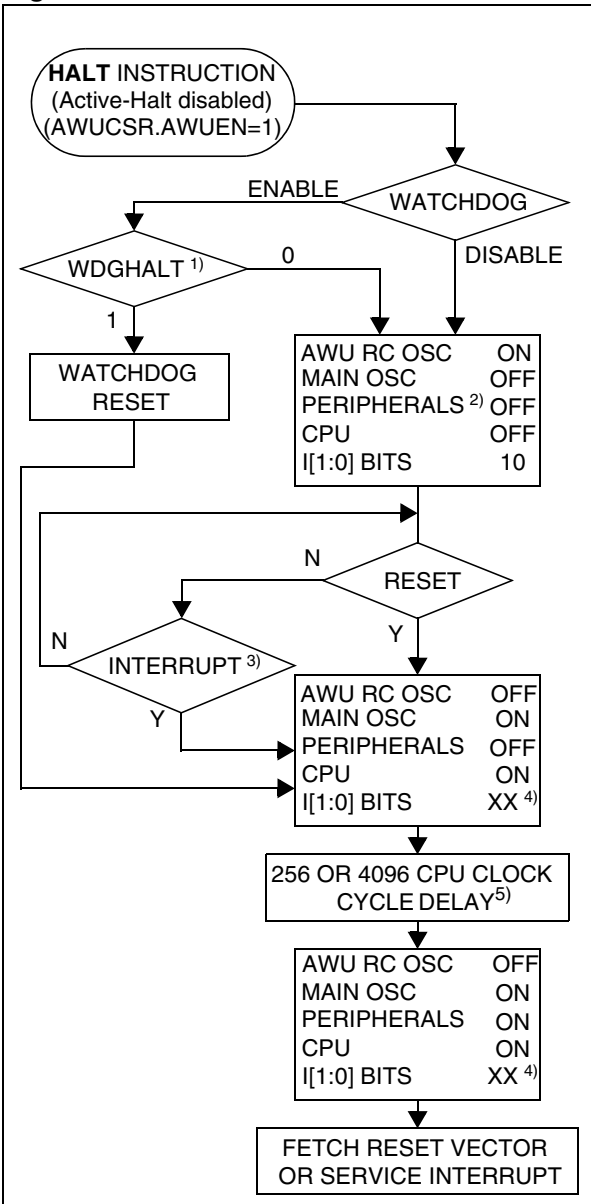 HALT INSTRUCTION
(Active-Halt disabled)
(AWUCSR.AWUEN=1)
WATCHDOG
ENABLE
DISABLE
WDGHALT 1)
0
1
WATCHDOG
RESET
AWU RC OSC ON
MAIN OSC OFF
PERIPHERALS 2) OFF
CPU OFF
I[1:0] BITS 10
RESET
N
Y
INTERRUPT 3)
N
Y
AWU RC OSC OFF
MAIN OSC ON
PERIPHERALS OFF
CPU ON
I[1:0] BITS XX 4)
256 OR 4096 CPU CLOCK
CYCLE DELAY5)
AWU RC OSC OFF
MAIN OSC ON
PERIPHERALS ON
CPU ON
I[1:0] BITS XX 4)
FETCH RESET VECTOR
OR SERVICE INTERRUPT